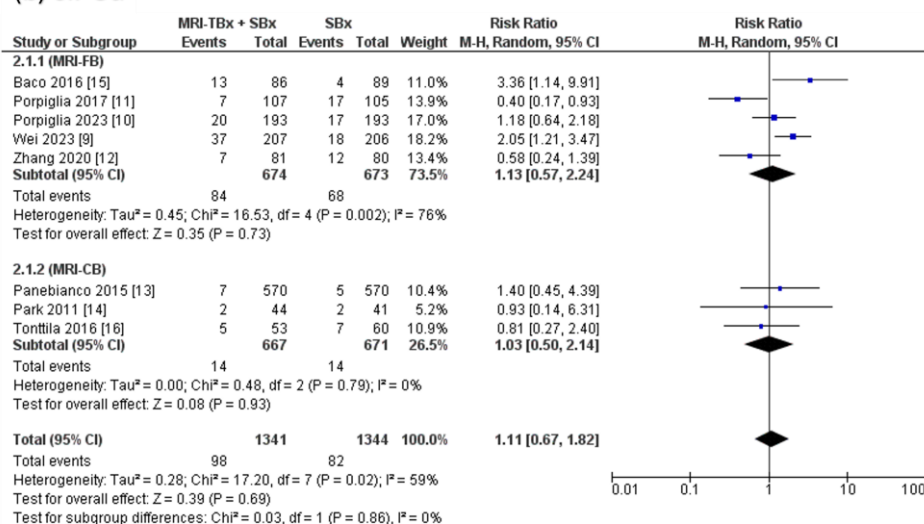 MRI-TBx + SBx SBx Risk Ratio Risk Ratio
Study or Subgroup Events Total Events Total Weight M-H, Random, 95% CI M-H, Random, 95% CI
2.1.1 (MRI-FB)
Baco 2016 [15] 13 86 4 89 11.0% 3.36 [1.14, 9.91]
Porpiglia 2017 [11] 7 107 17 105 13.9% 0.40 [0.17, 0.93]
Porpiglia 2023 [10] 20 193 17 193 17.0% 1.18 [0.64, 2.18]
Wei 2023 [9] 37 207 18 206 18.2% 2.05 [1.21, 3.47]
Zhang 2020 [12] 7 81 12 80 13.4% 0.58 [0.24, 1.39]
Subtotal (95% CI) 674 673 73.5% 1.13 [0.57, 2.24]
Total events 84 68
Heterogeneity: Tau² = 0.45; Chi² = 16.53, df = 4 (P = 0.002); I² = 76%
Test for overall effect: Z = 0.35 (P = 0.73)
2.1.2 (MRI-CB)
Panebianco 2015 [13] 7 570 5 570 10.4% 1.40 [0.45, 4.39]
Park 2011 [14] 2 44 2 41 5.2% 0.93 [0.14, 6.31]
Tonttila 2016 [16] 5 53 7 60 10.9% 0.81 [0.27, 2.40]
Subtotal (95% CI) 667 671 26.5% 1.03 [0.50, 2.14]
Total events 14 14
Heterogeneity: Tau² = 0.00; Chi² = 0.48, df = 2 (P = 0.79); I² = 0%
Test for overall effect: Z = 0.08 (P = 0.93)
Total (95% CI) 1341 1344 100.0% 1.11 [0.67, 1.82]
Total events 98 82
Heterogeneity: Tau² = 0.28; Chi² = 17.20, df = 7 (P = 0.02); I² = 59%
Test for overall effect: Z = 0.39 (P = 0.69)
Test for subgroup differences: Chi² = 0.03, df = 1 (P = 0.86), I² = 0%
0.01 0.1 1 10 100